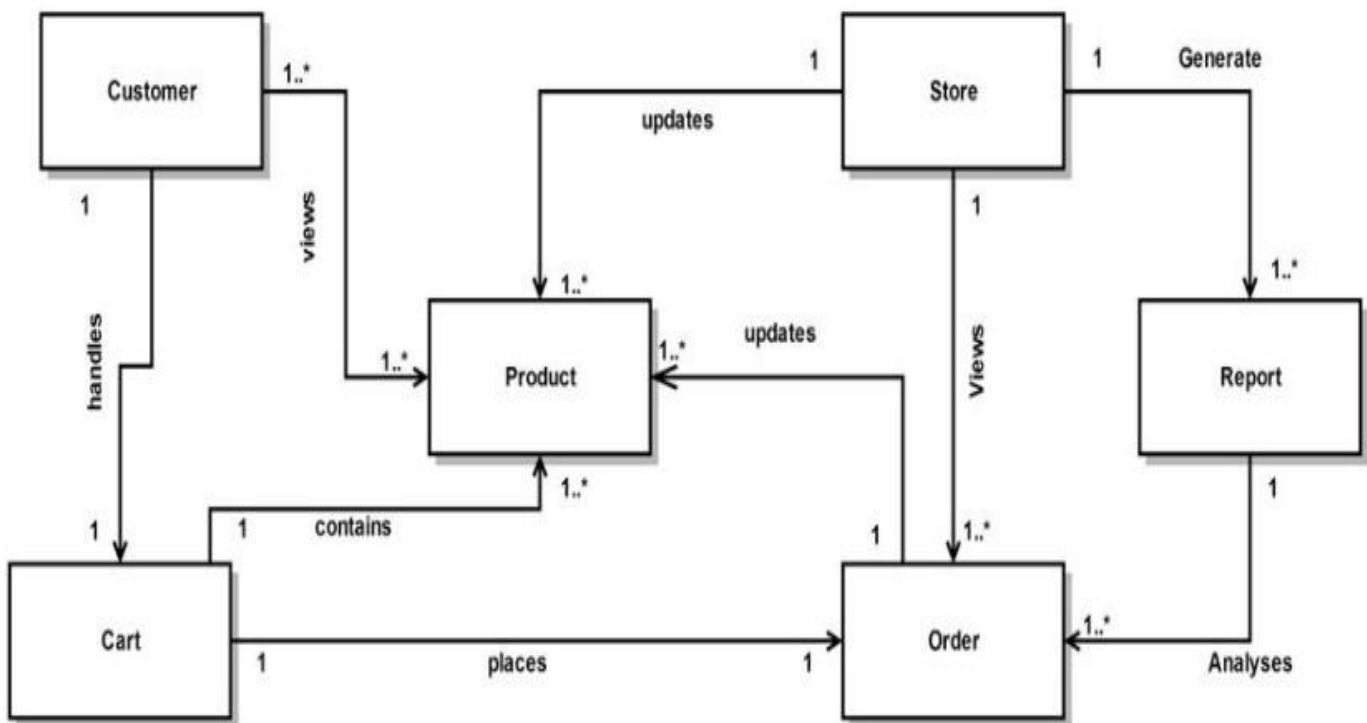 Customer
1..*
1
views
handles
1
Store
1
updates
1
Generate
1
Views
1..*
1..*
1..*
1..*
updates
Product
1..*
Report
1
1
contains
1
1..*
Cart
1
places
1
Order
1..*
Analyses